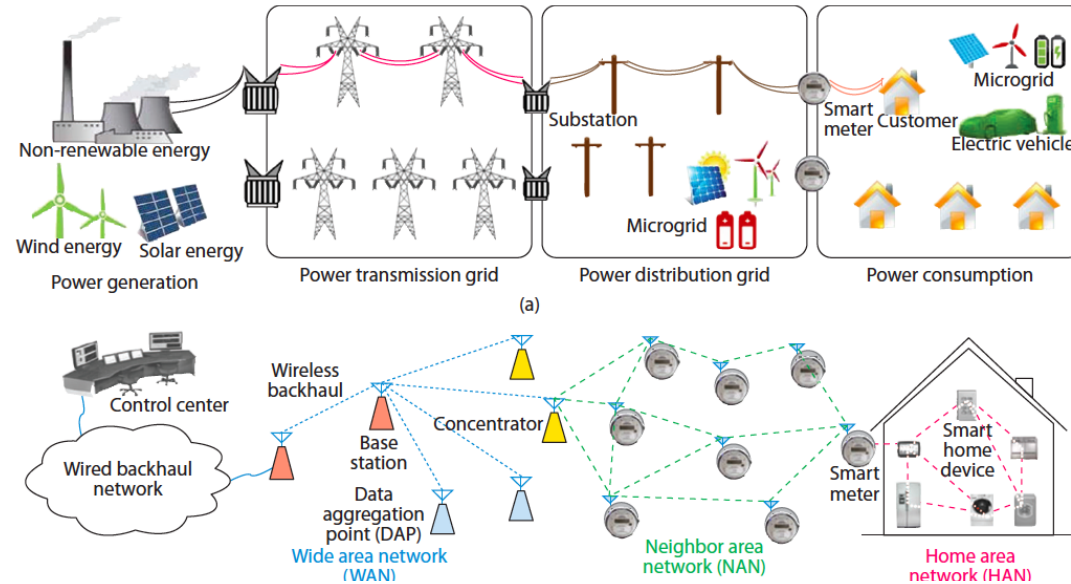 Non-renewable energy
Wind energy
Solar energy
Power generation
Power transmission grid
Substation
Microgrid
Power distribution grid
Smart
meter
Customer
Microgrid
Electric vehicle
Power consumption
(a)
Control center
Wired backhaul
network
Wireless
backhaul
Base
station
Concentrator
Data
aggregation
point (DAP)
Wide area network
(WAN)
Neighbor area
network (NAN)
Smart
meter
Smart
home
device
Home area
network (HAN)